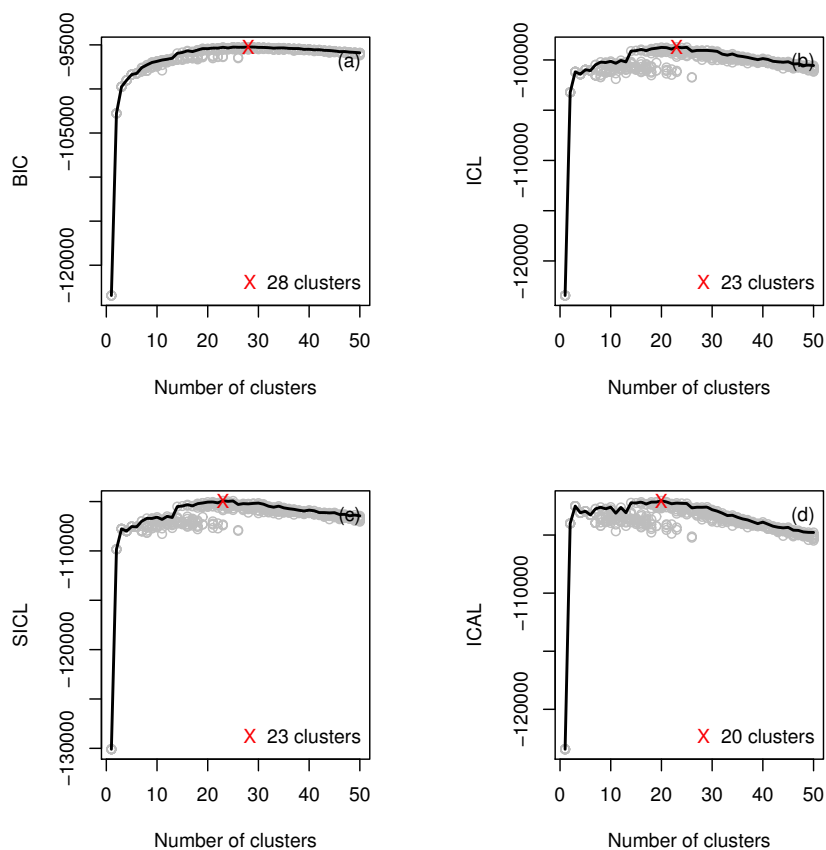 BIC
−95000
−105000
−120000
(a)
X 28 clusters
0 10 20 30 40 50
Number of clusters
ICL
−100000
−110000
−120000
(b)
X 23 clusters
0 10 20 30 40 50
Number of clusters
SICL
−110000
−120000
−130000
(c)
X 23 clusters
0 10 20 30 40 50
Number of clusters
ICAL
−110000
−120000
(d)
X 20 clusters
0 10 20 30 40 50
Number of clusters